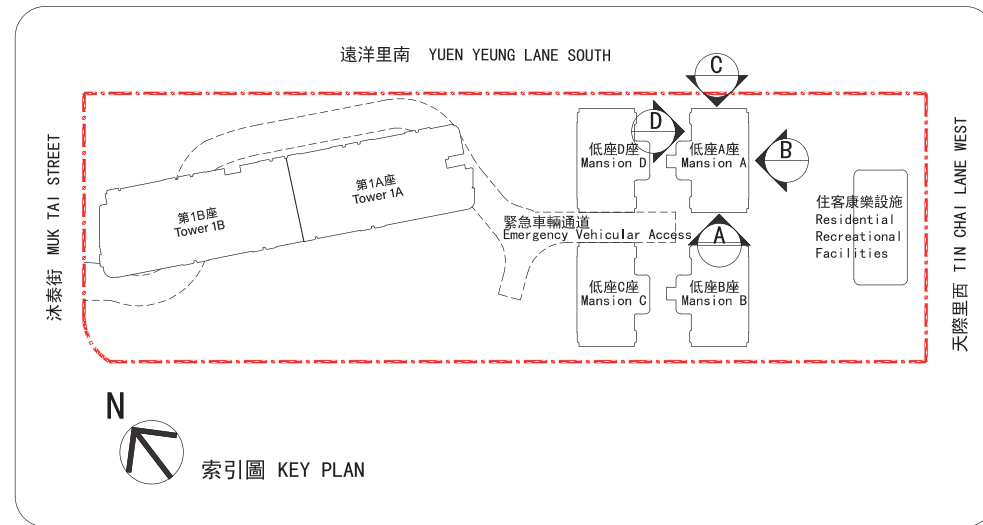 遠洋里南 YUEN YEUNG LANE SOUTH
C
D
低座D座
Mansion D
低座A座
Mansion A
B
沐泰街 MUK TAI STREET
天際里西 TIN CHAI LANE WEST
第1A座
Tower 1A
第1B座
Tower 1B
住客康樂設施
Residential
Recreational
Facilities
緊急車輛通道
Emergency Vehicular Access
A
低座C座
Mansion C
低座B座
Mansion B
N
索引圖 KEY PLAN